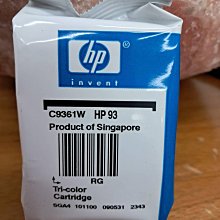 hp
invent
C9361W HP 93
Product of Singapore
RG
Tri-color
Cartridge
SGA4 101100 090531 2343